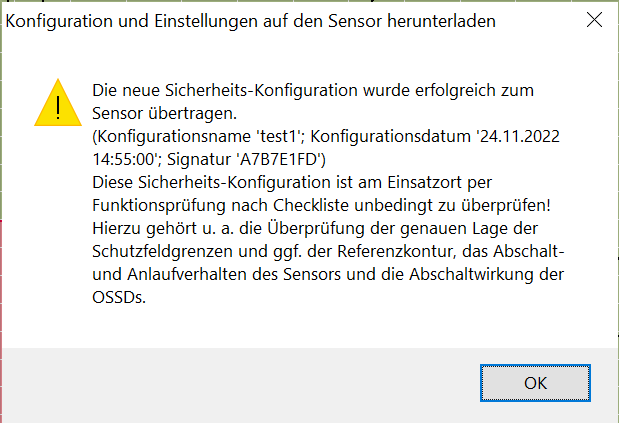 Konfiguration und Einstellungen auf den Sensor herunterladen
Die neue Sicherheits-Konfiguration wurde erfolgreich zum
Sensor übertragen.
(Konfigurationsname 'test1'; Konfigurationsdatum '24.11.2022
14:55:00'; Signatur 'A7B7E1FD')
Diese Sicherheits-Konfiguration ist am Einsatzort per
Funktionsprüfung nach Checkliste unbedingt zu überprüfen!
Hierzu gehört u. a. die Überprüfung der genauen Lage der
Schutzfeldgrenzen und ggf. der Referenzkontur, das Abschalt-
und Anlaufverhalten des Sensors und die Abschaltwirkung der
OSSDs.
OK